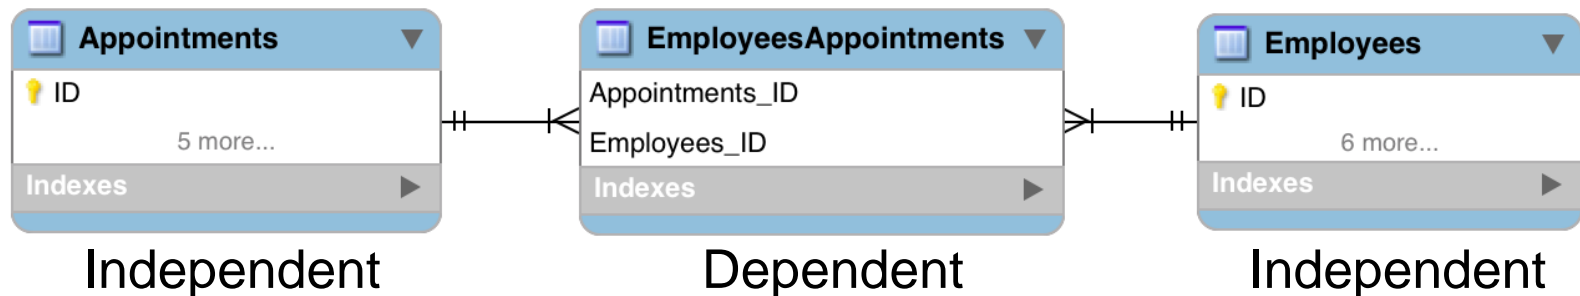 Appointments
ID
5 more...
Indexes
Independent
EmployeesAppointments
Appointments_ID
Employees_ID
Indexes
Dependent
Employees
ID
6 more...
Indexes
Independent